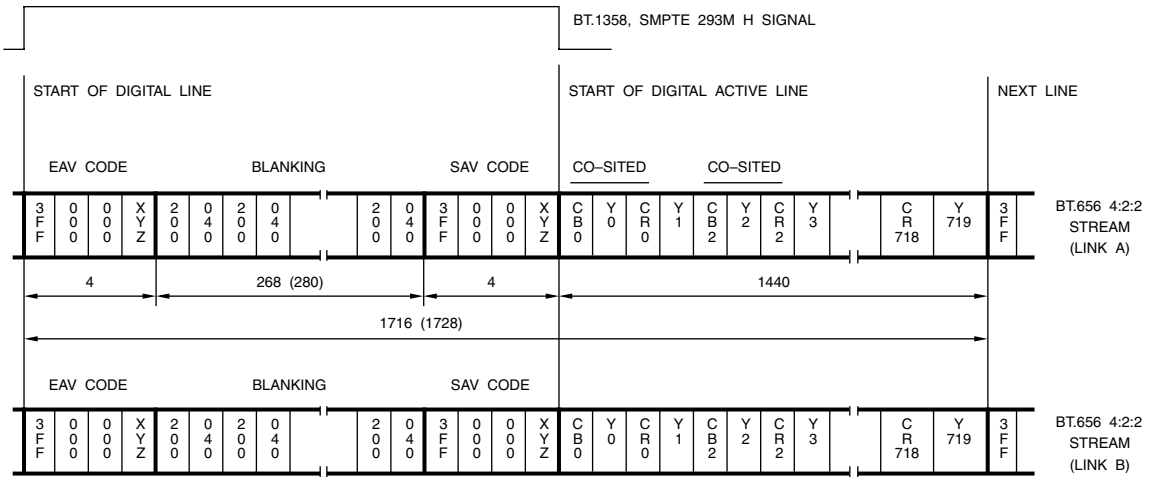 BT.1358, SMPTE 293M H SIGNAL
START OF DIGITAL LINE
START OF DIGITAL ACTIVE LINE
NEXT LINE
EAV CODE
BLANKING
SAV CODE
CO–SITED
CO–SITED
3FF 000 000 XYZ 200 040 200 040 200 040 3FF 000 000 XYZ CB0 Y0 CR0 Y1 CB2 Y2 CR2 Y3 CR718 Y719 3FF
BT.656 4:2:2
STREAM
(LINK A)
4
268 (280)
4
1440
1716 (1728)
EAV CODE
BLANKING
SAV CODE
3FF 000 000 XYZ 200 040 200 040 200 040 3FF 000 000 XYZ CB0 Y0 CR0 Y1 CB2 Y2 CR2 Y3 CR718 Y719 3FF
BT.656 4:2:2
STREAM
(LINK B)